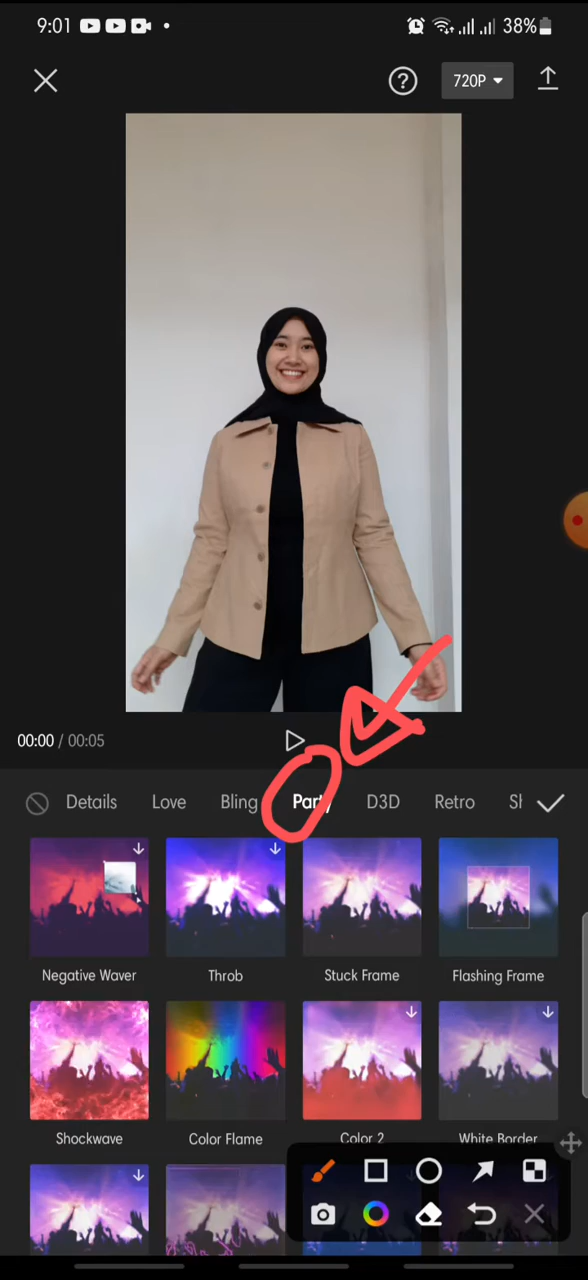 9:01 38%
720P
00:00 / 00:05
Details Love Bling Party D3D Retro
Negative Waver Throb Stuck Frame Flashing Frame
Shockwave Color Flame Color 2 White Border